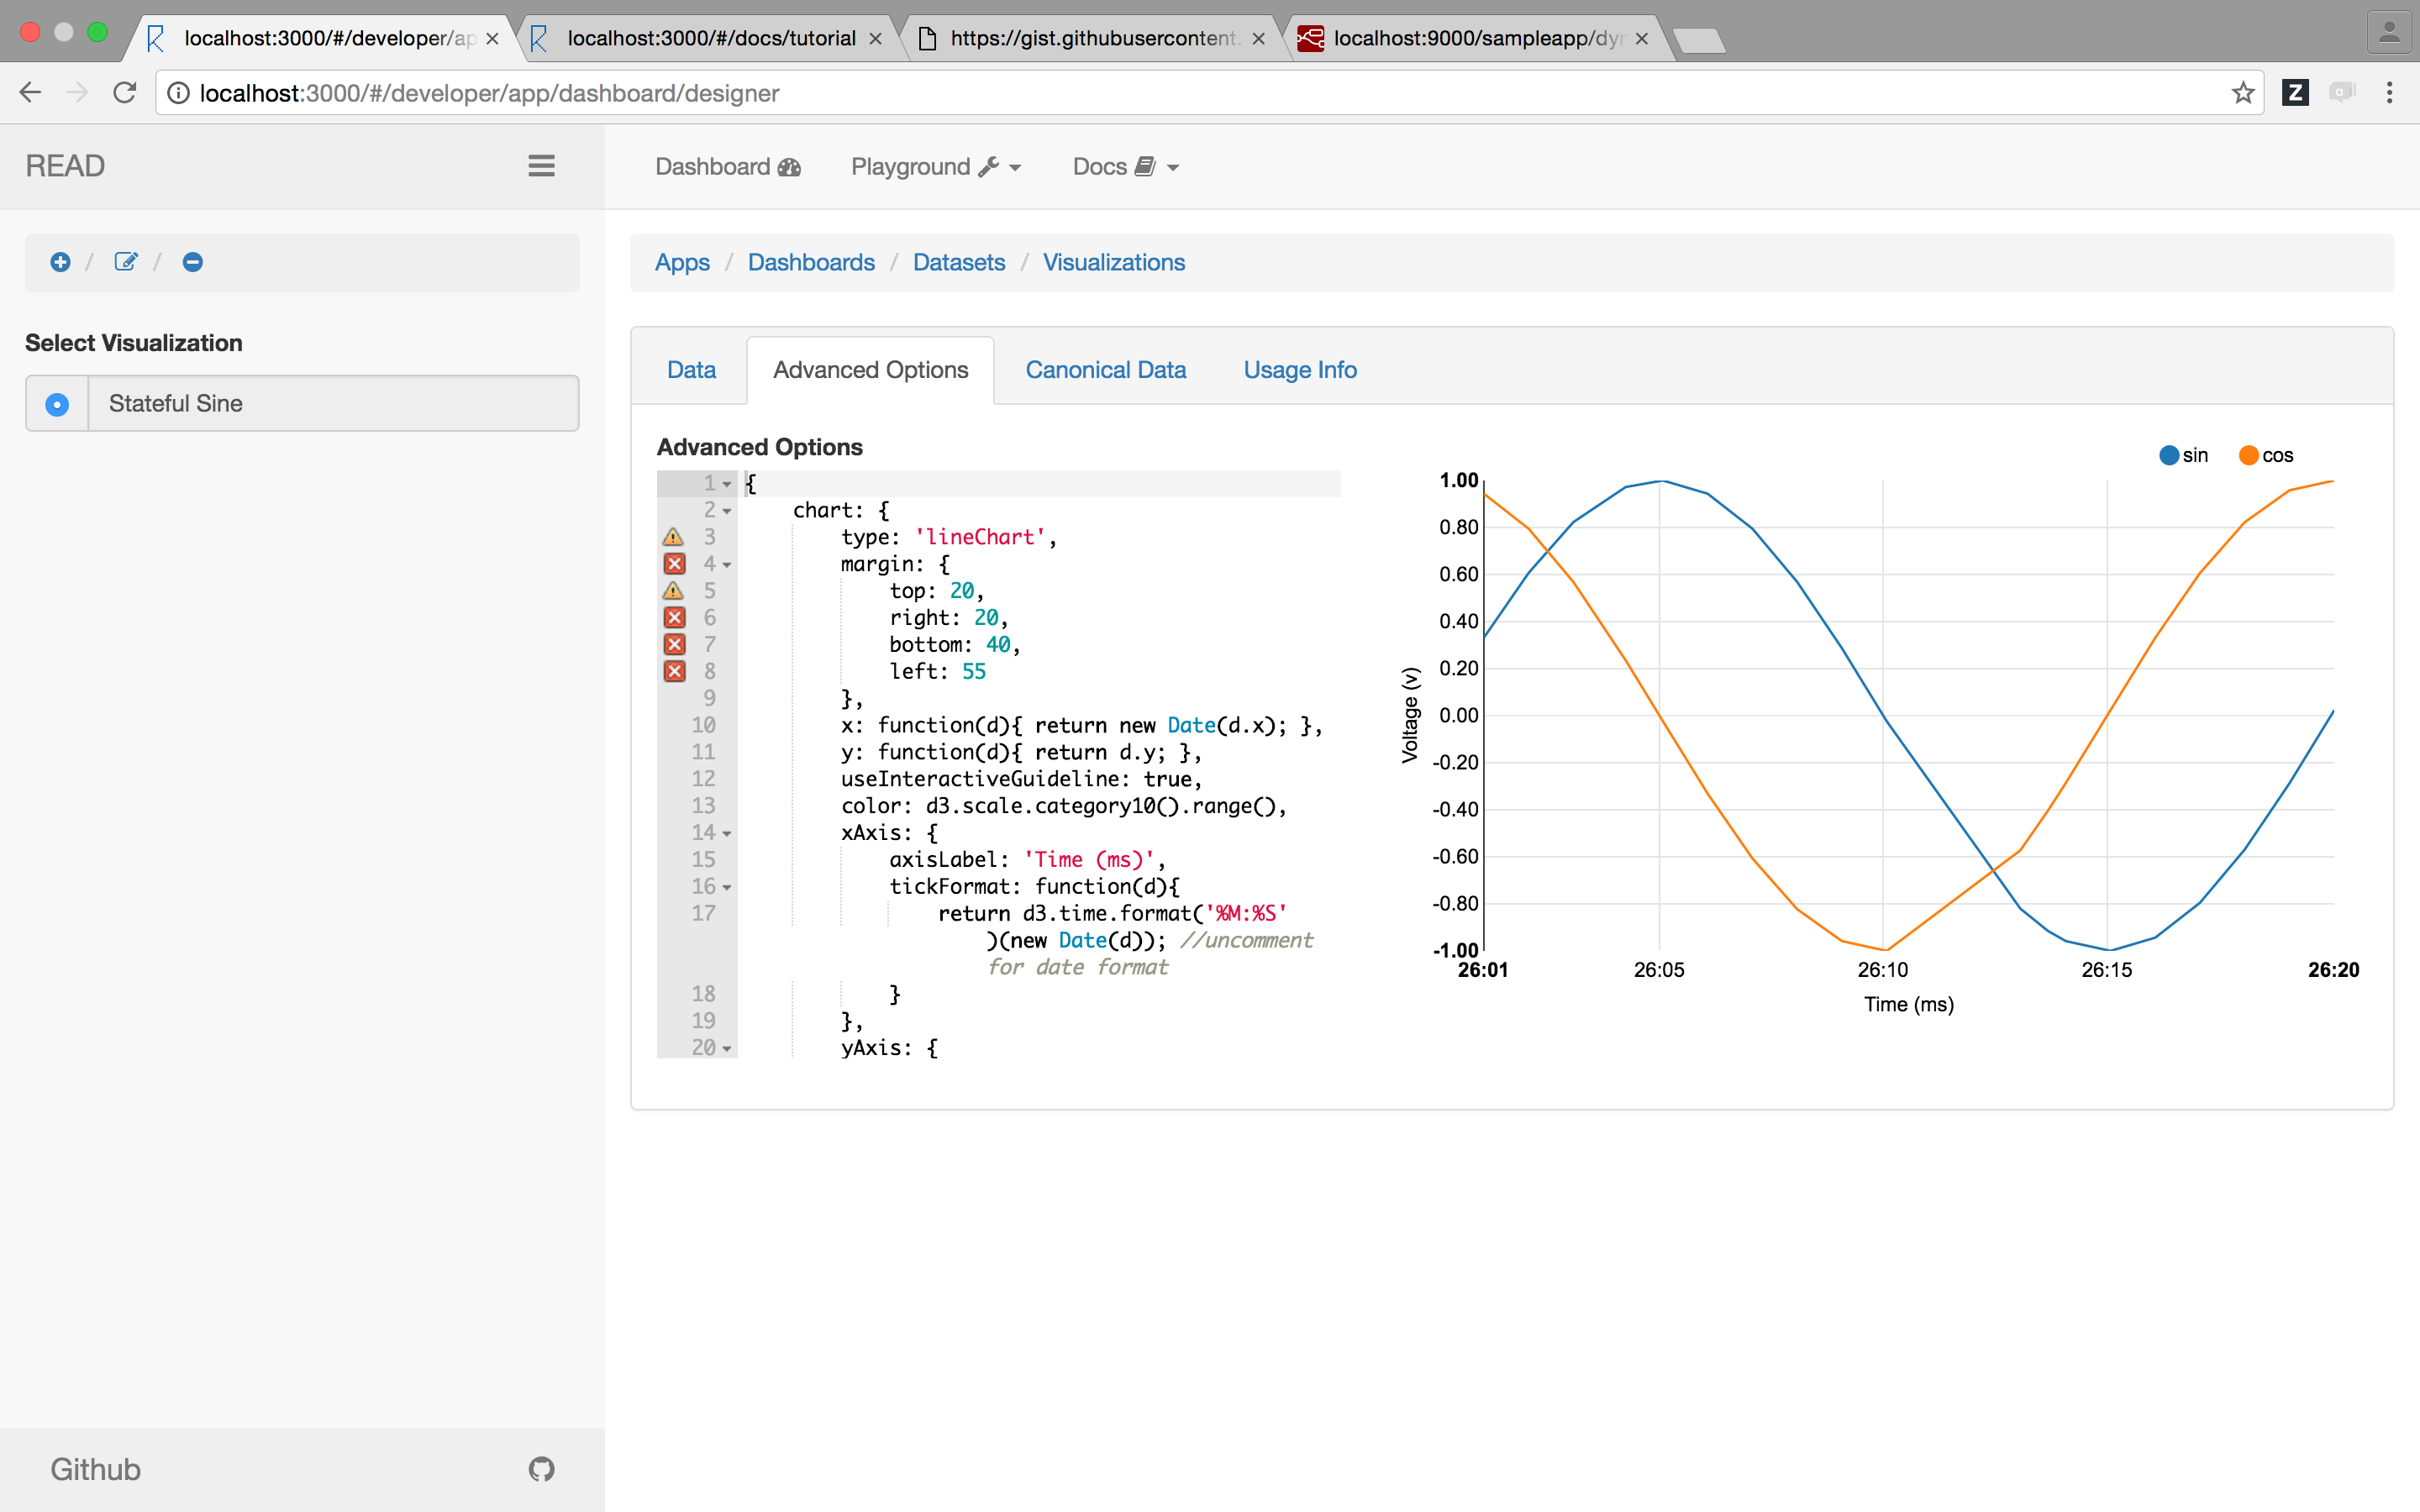 localhost:3000/#/developer/ap
localhost:3000/#/docs/tutorial
https://gist.githubusercontent.
localhost:9000/sampleapp/dyn
localhost:3000/#/developer/app/dashboard/designer
Z
a
READ
Dashboard
Playground
Docs
Apps / Dashboards / Datasets / Visualizations
/ /
Select Visualization
Stateful Sine
Data
Advanced Options
Canonical Data
Usage Info
Advanced Options
1 {
2 chart: {
3 type: 'lineChart',
4 margin: {
5 top: 20,
6 right: 20,
7 bottom: 40,
8 left: 55
9 },
10 x: function(d){ return new Date(d.x); },
11 y: function(d){ return d.y; },
12 useInteractiveGuideline: true,
13 color: d3.scale.category10().range(),
14 xAxis: {
15 axisLabel: 'Time (ms)',
16 tickFormat: function(d){
17 return d3.time.format('%M:%S'
)(new Date(d)); //uncomment
for date format
18 }
19 },
20 yAxis: {
sin cos
1.00
0.80
0.60
0.40
0.20
0.00
-0.20
-0.40
-0.60
-0.80
-1.00
Voltage (v)
26:01 26:05 26:10 26:15 26:20
Time (ms)
Github